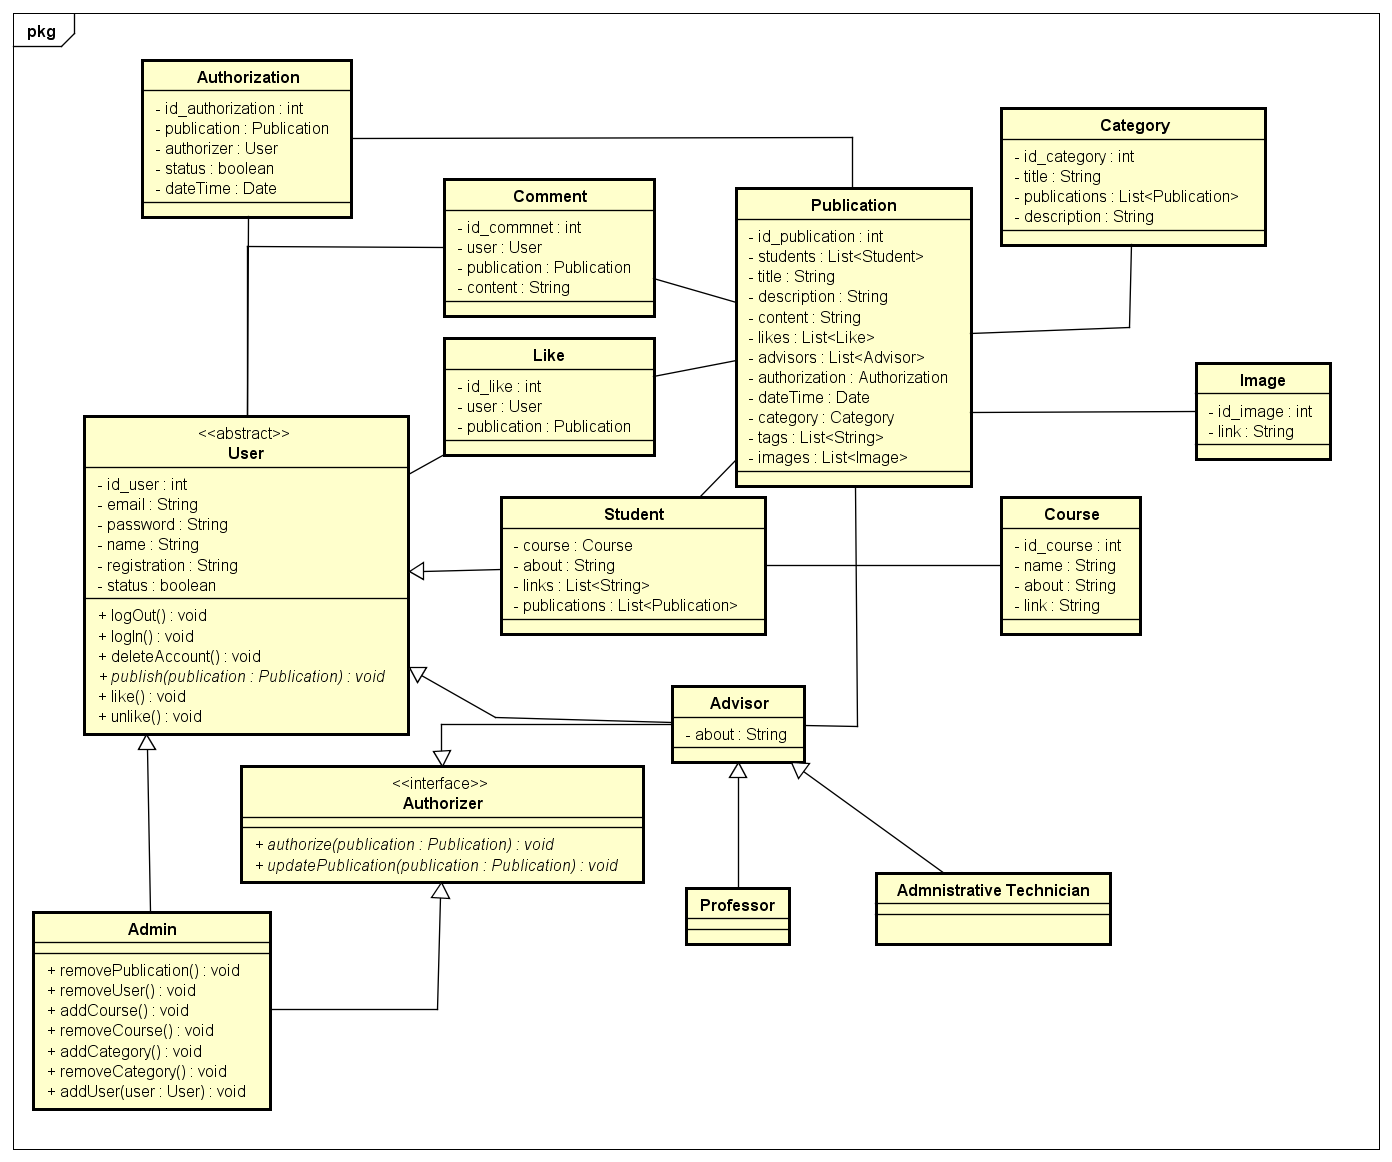 pkg
Authorization
- id_authorization : int
- publication : Publication
- authorizer : User
- status : boolean
- dateTime : Date
Category
- id_category : int
- title : String
- publications : List<Publication>
- description : String
Comment
- id_commnet : int
- user : User
- publication : Publication
- content : String
Publication
- id_publication : int
- students : List<Student>
- title : String
- description : String
- content : String
- likes : List<Like>
- advisors : List<Advisor>
- authorization : Authorization
- dateTime : Date
- category : Category
- tags : List<String>
- images : List<Image>
Like
- id_like : int
- user : User
- publication : Publication
Image
- id_image : int
- link : String
<<abstract>>
User
- id_user : int
- email : String
- password : String
- name : String
- registration : String
- status : boolean
+ logOut() : void
+ logIn() : void
+ deleteAccount() : void
+ publish(publication : Publication) : void
+ like() : void
+ unlike() : void
Student
- course : Course
- about : String
- links : List<String>
- publications : List<Publication>
Course
- id_course : int
- name : String
- about : String
- link : String
Advisor
- about : String
<<interface>>
Authorizer
+ authorize(publication : Publication) : void
+ updatePublication(publication : Publication) : void
Professor
Admnistrative Technician
Admin
+ removePublication() : void
+ removeUser() : void
+ addCourse() : void
+ removeCourse() : void
+ addCategory() : void
+ removeCategory() : void
+ addUser(user : User) : void